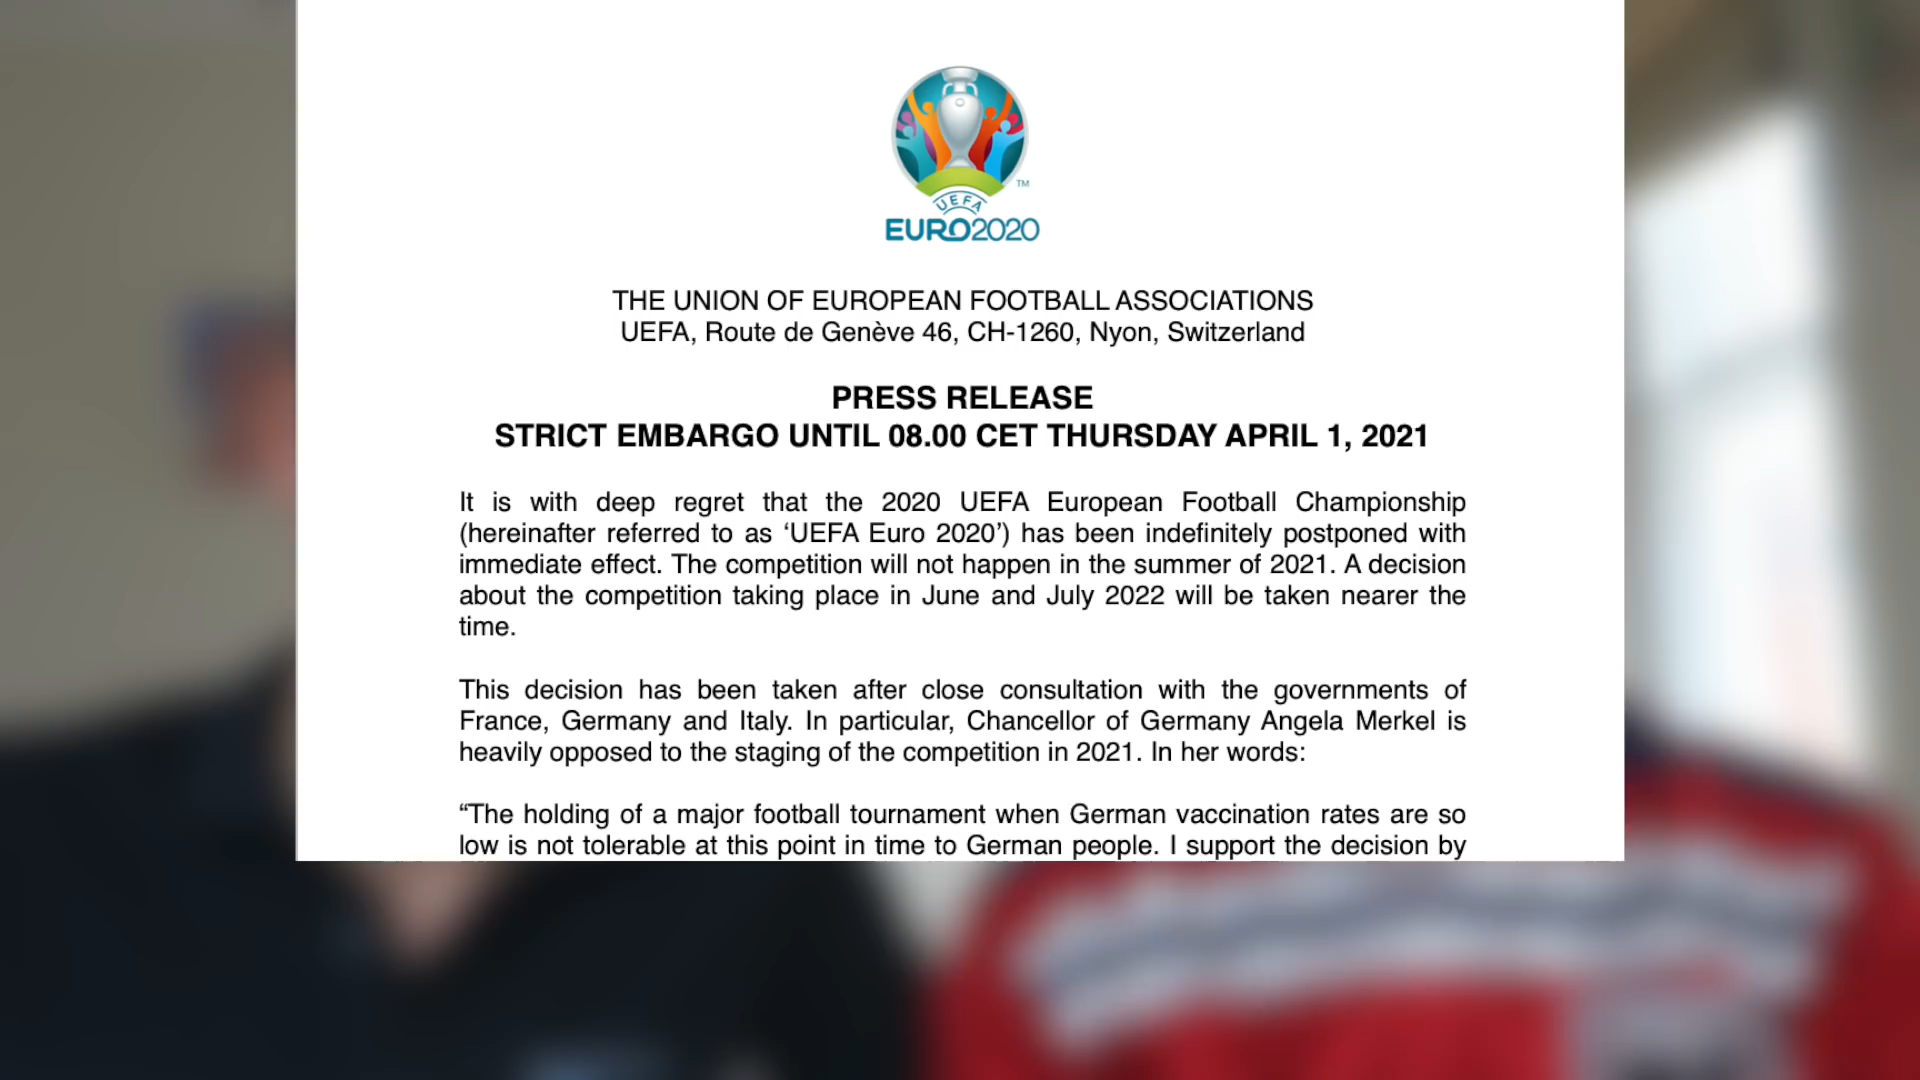 TM
UEFA
EURO2020
THE UNION OF EUROPEAN FOOTBALL ASSOCIATIONS
UEFA, Route de Genève 46, CH-1260, Nyon, Switzerland
PRESS RELEASE
STRICT EMBARGO UNTIL 08.00 CET THURSDAY APRIL 1, 2021
It is with deep regret that the 2020 UEFA European Football Championship
(hereinafter referred to as ‘UEFA Euro 2020’) has been indefinitely postponed with
immediate effect. The competition will not happen in the summer of 2021. A decision
about the competition taking place in June and July 2022 will be taken nearer the
time.
This decision has been taken after close consultation with the governments of
France, Germany and Italy. In particular, Chancellor of Germany Angela Merkel is
heavily opposed to the staging of the competition in 2021. In her words:
“The holding of a major football tournament when German vaccination rates are so
low is not tolerable at this point in time to German people. I support the decision by